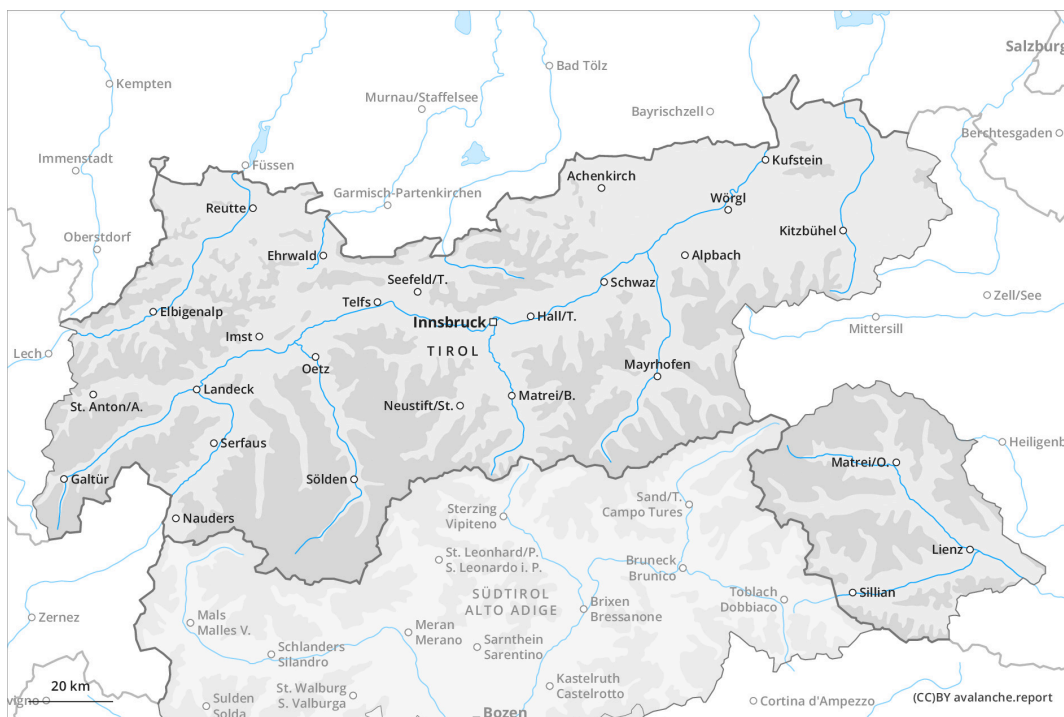 Salzburg
Kempten
Bad Tölz
Murnau/Staffelsee
Bayrischzell
Berchtesgaden
Immenstadt
Füssen
Kufstein
Achenkirch
Garmisch-Partenkirchen
Reutte
Wörgl
Oberstdorf
Kitzbühel
Ehrwald
Alpbach
Seefeld/T.
Schwaz
Zell/See
Telfs
Elbigenalp
Hall/T.
Innsbruck
Mittersill
Imst
TIROL
Lech
Oetz
Mayrhofen
Landeck
St. Anton/A.
Neustift/St.
Matrei/B.
Serfaus
Matrei/O.
Galtür
Sölden
Sand/T.
Campo Tures
Sterzing
Vipiteno
Nauders
Lienz
St. Leonhard/P.
S. Leonardo i. P.
Bruneck
Brunico
SÜDTIROL
ALTO ADIGE
Sillian
Toblach
Dobbiaco
Brixen
Bressanone
Zernez
Mals
Malles V.
Meran
Merano
Sarnthein
Sarentino
Schlanders
Silandro
Kastelruth
Castelrotto
20 km
St. Walburg
S. Valburga
Sulden
Solda
Cortina d'Ampezzo
(CC)BY avalanche.report
Bozen